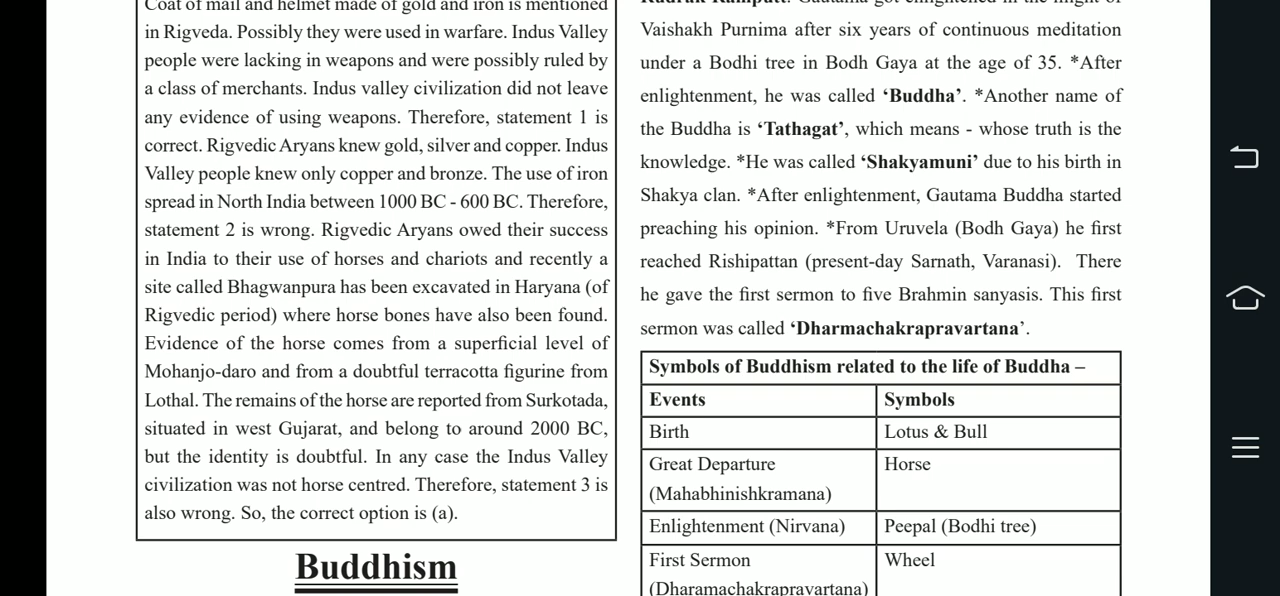 Coat of mail and helmet made of gold and iron is mentioned
in Rigveda. Possibly they were used in warfare. Indus Valley
people were lacking in weapons and were possibly ruled by
a class of merchants. Indus valley civilization did not leave
any evidence of using weapons. Therefore, statement 1 is
correct. Rigvedic Aryans knew gold, silver and copper. Indus
Valley people knew only copper and bronze. The use of iron
spread in North India between 1000 BC - 600 BC. Therefore,
statement 2 is wrong. Rigvedic Aryans owed their success
in India to their use of horses and chariots and recently a
site called Bhagwanpura has been excavated in Haryana (of
Rigvedic period) where horse bones have also been found.
Evidence of the horse comes from a superficial level of
Mohanjo-daro and from a doubtful terracotta figurine from
Lothal. The remains of the horse are reported from Surkotada,
situated in west Gujarat, and belong to around 2000 BC,
but the identity is doubtful. In any case the Indus Valley
civilization was not horse centred. Therefore, statement 3 is
also wrong. So, the correct option is (a).
Buddhism
Gautama got enlightened in the night of
Vaishakh Purnima after six years of continuous meditation
under a Bodhi tree in Bodh Gaya at the age of 35. *After
enlightenment, he was called ‘Buddha’. *Another name of
the Buddha is ‘Tathagat’, which means - whose truth is the
knowledge. *He was called ‘Shakyamuni’ due to his birth in
Shakya clan. *After enlightenment, Gautama Buddha started
preaching his opinion. *From Uruvela (Bodh Gaya) he first
reached Rishipattan (present-day Sarnath, Varanasi). There
he gave the first sermon to five Brahmin sanyasis. This first
sermon was called ‘Dharmachakrapravartana’.
Symbols of Buddhism related to the life of Buddha –
Events Symbols
Birth Lotus & Bull
Great Departure Horse
(Mahabhinishkramana)
Enlightenment (Nirvana) Peepal (Bodhi tree)
First Sermon Wheel
(Dharamachakrapravartana)